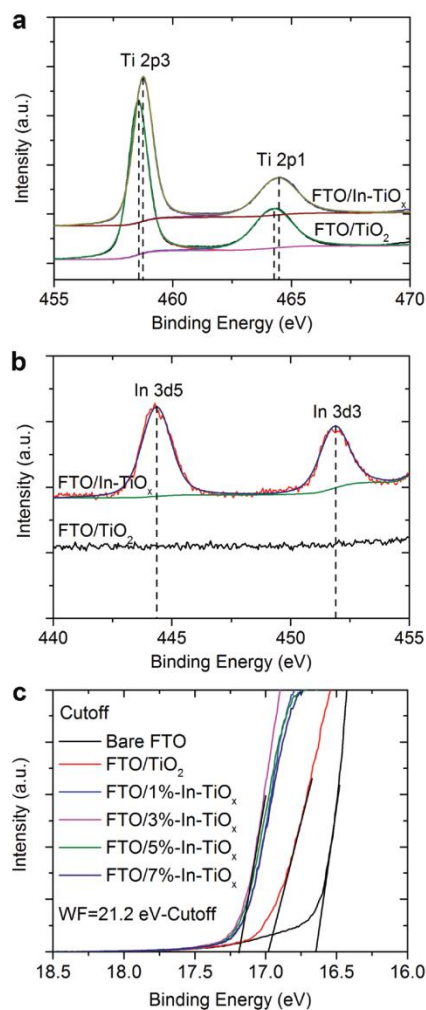 a
Ti 2p3
Ti 2p1
FTO/In-TiOₓ
FTO/TiO₂
Intensity (a.u.)
455 460 465 470
Binding Energy (eV)
b
In 3d5
In 3d3
FTO/In-TiOₓ
FTO/TiO₂
Intensity (a.u.)
440 445 450 455
Binding Energy (eV)
c
Cutoff
Bare FTO
FTO/TiO₂
FTO/1%-In-TiOₓ
FTO/3%-In-TiOₓ
FTO/5%-In-TiOₓ
FTO/7%-In-TiOₓ
WF=21.2 eV-Cutoff
Intensity (a.u.)
18.5 18.0 17.5 17.0 16.5 16.0
Binding Energy (eV)